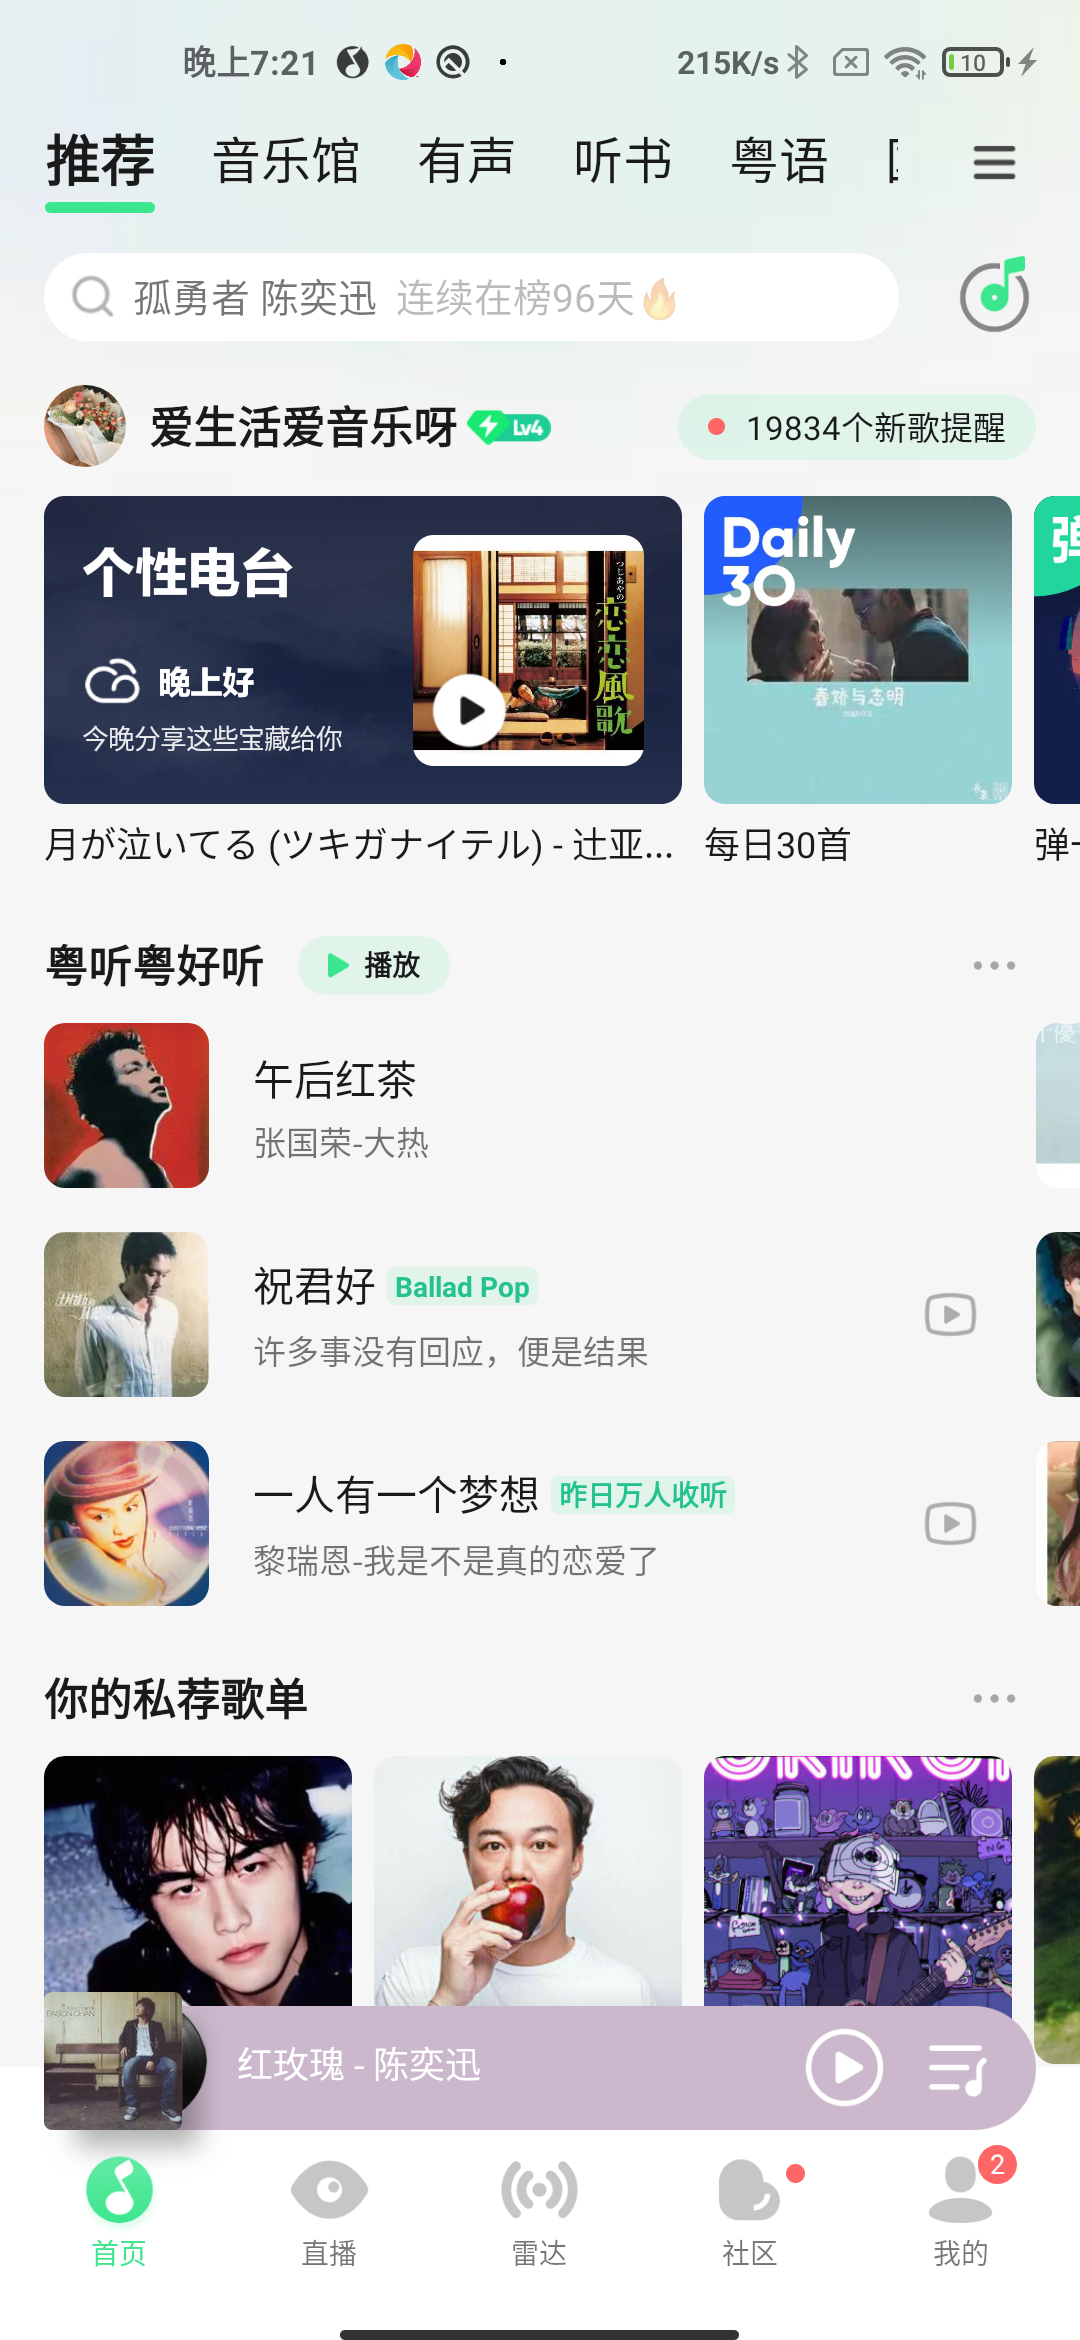 晚上7:21
215K/s
10
推荐 音乐馆 有声 听书 粤语
孤勇者 陈奕迅 连续在榜96天
爱生活爱音乐呀 Lv4
19834个新歌提醒
个性电台
晚上好
今晚分享这些宝藏给你
つじあやの
恋恋風歌
Daily
30
春娇与志明
弹
月が泣いてる (ツキガナイテル) - 辻亚...
每日30首
弹
粤听粤好听
播放
午后红茶
张国荣-大热
祝君好 Ballad Pop
许多事没有回应，便是结果
一人有一个梦想 昨日万人收听
黎瑞恩-我是不是真的恋爱了
你的私荐歌单
EASON CHAN
红玫瑰 - 陈奕迅
首页
直播
雷达
社区
2
我的